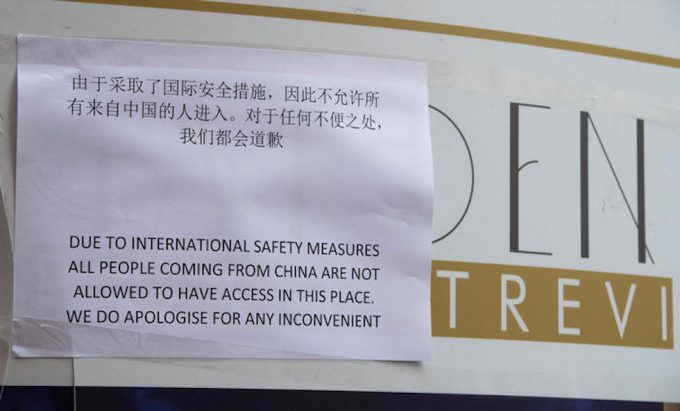 由于采取了国际安全措施，因此不允许所
有来自中国的人进入。对于任何不便之处，
我们都会道歉
DUE TO INTERNATIONAL SAFETY MEASURES
ALL PEOPLE COMING FROM CHINA ARE NOT
ALLOWED TO HAVE ACCESS IN THIS PLACE.
WE DO APOLOGISE FOR ANY INCONVENIENT
DEN
TREVI